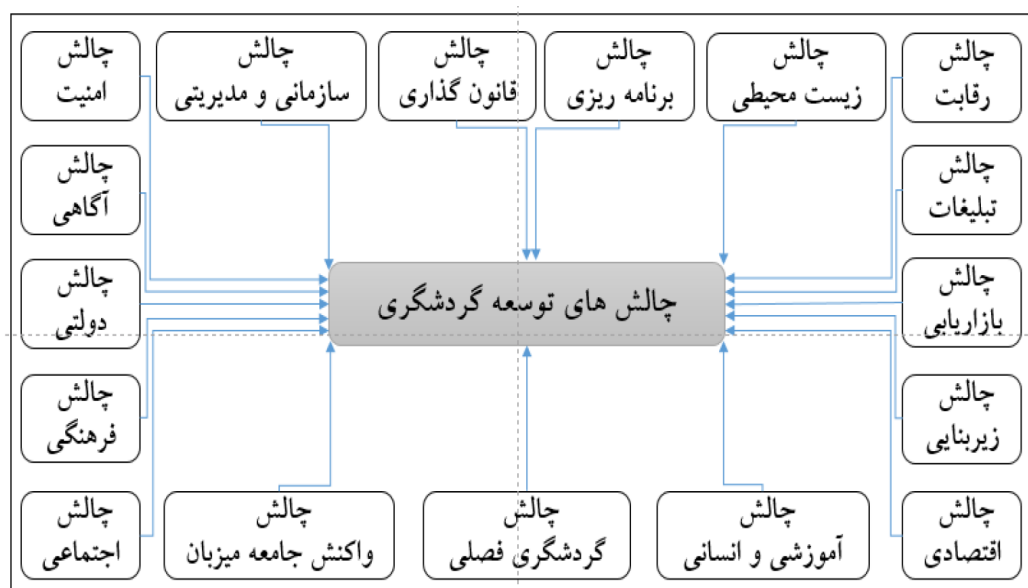 چالش
رقابت
چالش
زیست محیطی
چالش
برنامه ریزی
چالش
قانون گذاری
چالش
سازمانی و مدیریتی
چالش
امنیت
چالش
تبلیغات
چالش
آگاهی
چالش
بازاریابی
چالش های توسعه گردشگری
چالش
دولتی
چالش
زیربنایی
چالش
فرهنگی
چالش
اقتصادی
چالش
آموزشی و انسانی
چالش
گردشگری فصلی
چالش
واکنش جامعه میزبان
چالش
اجتماعی